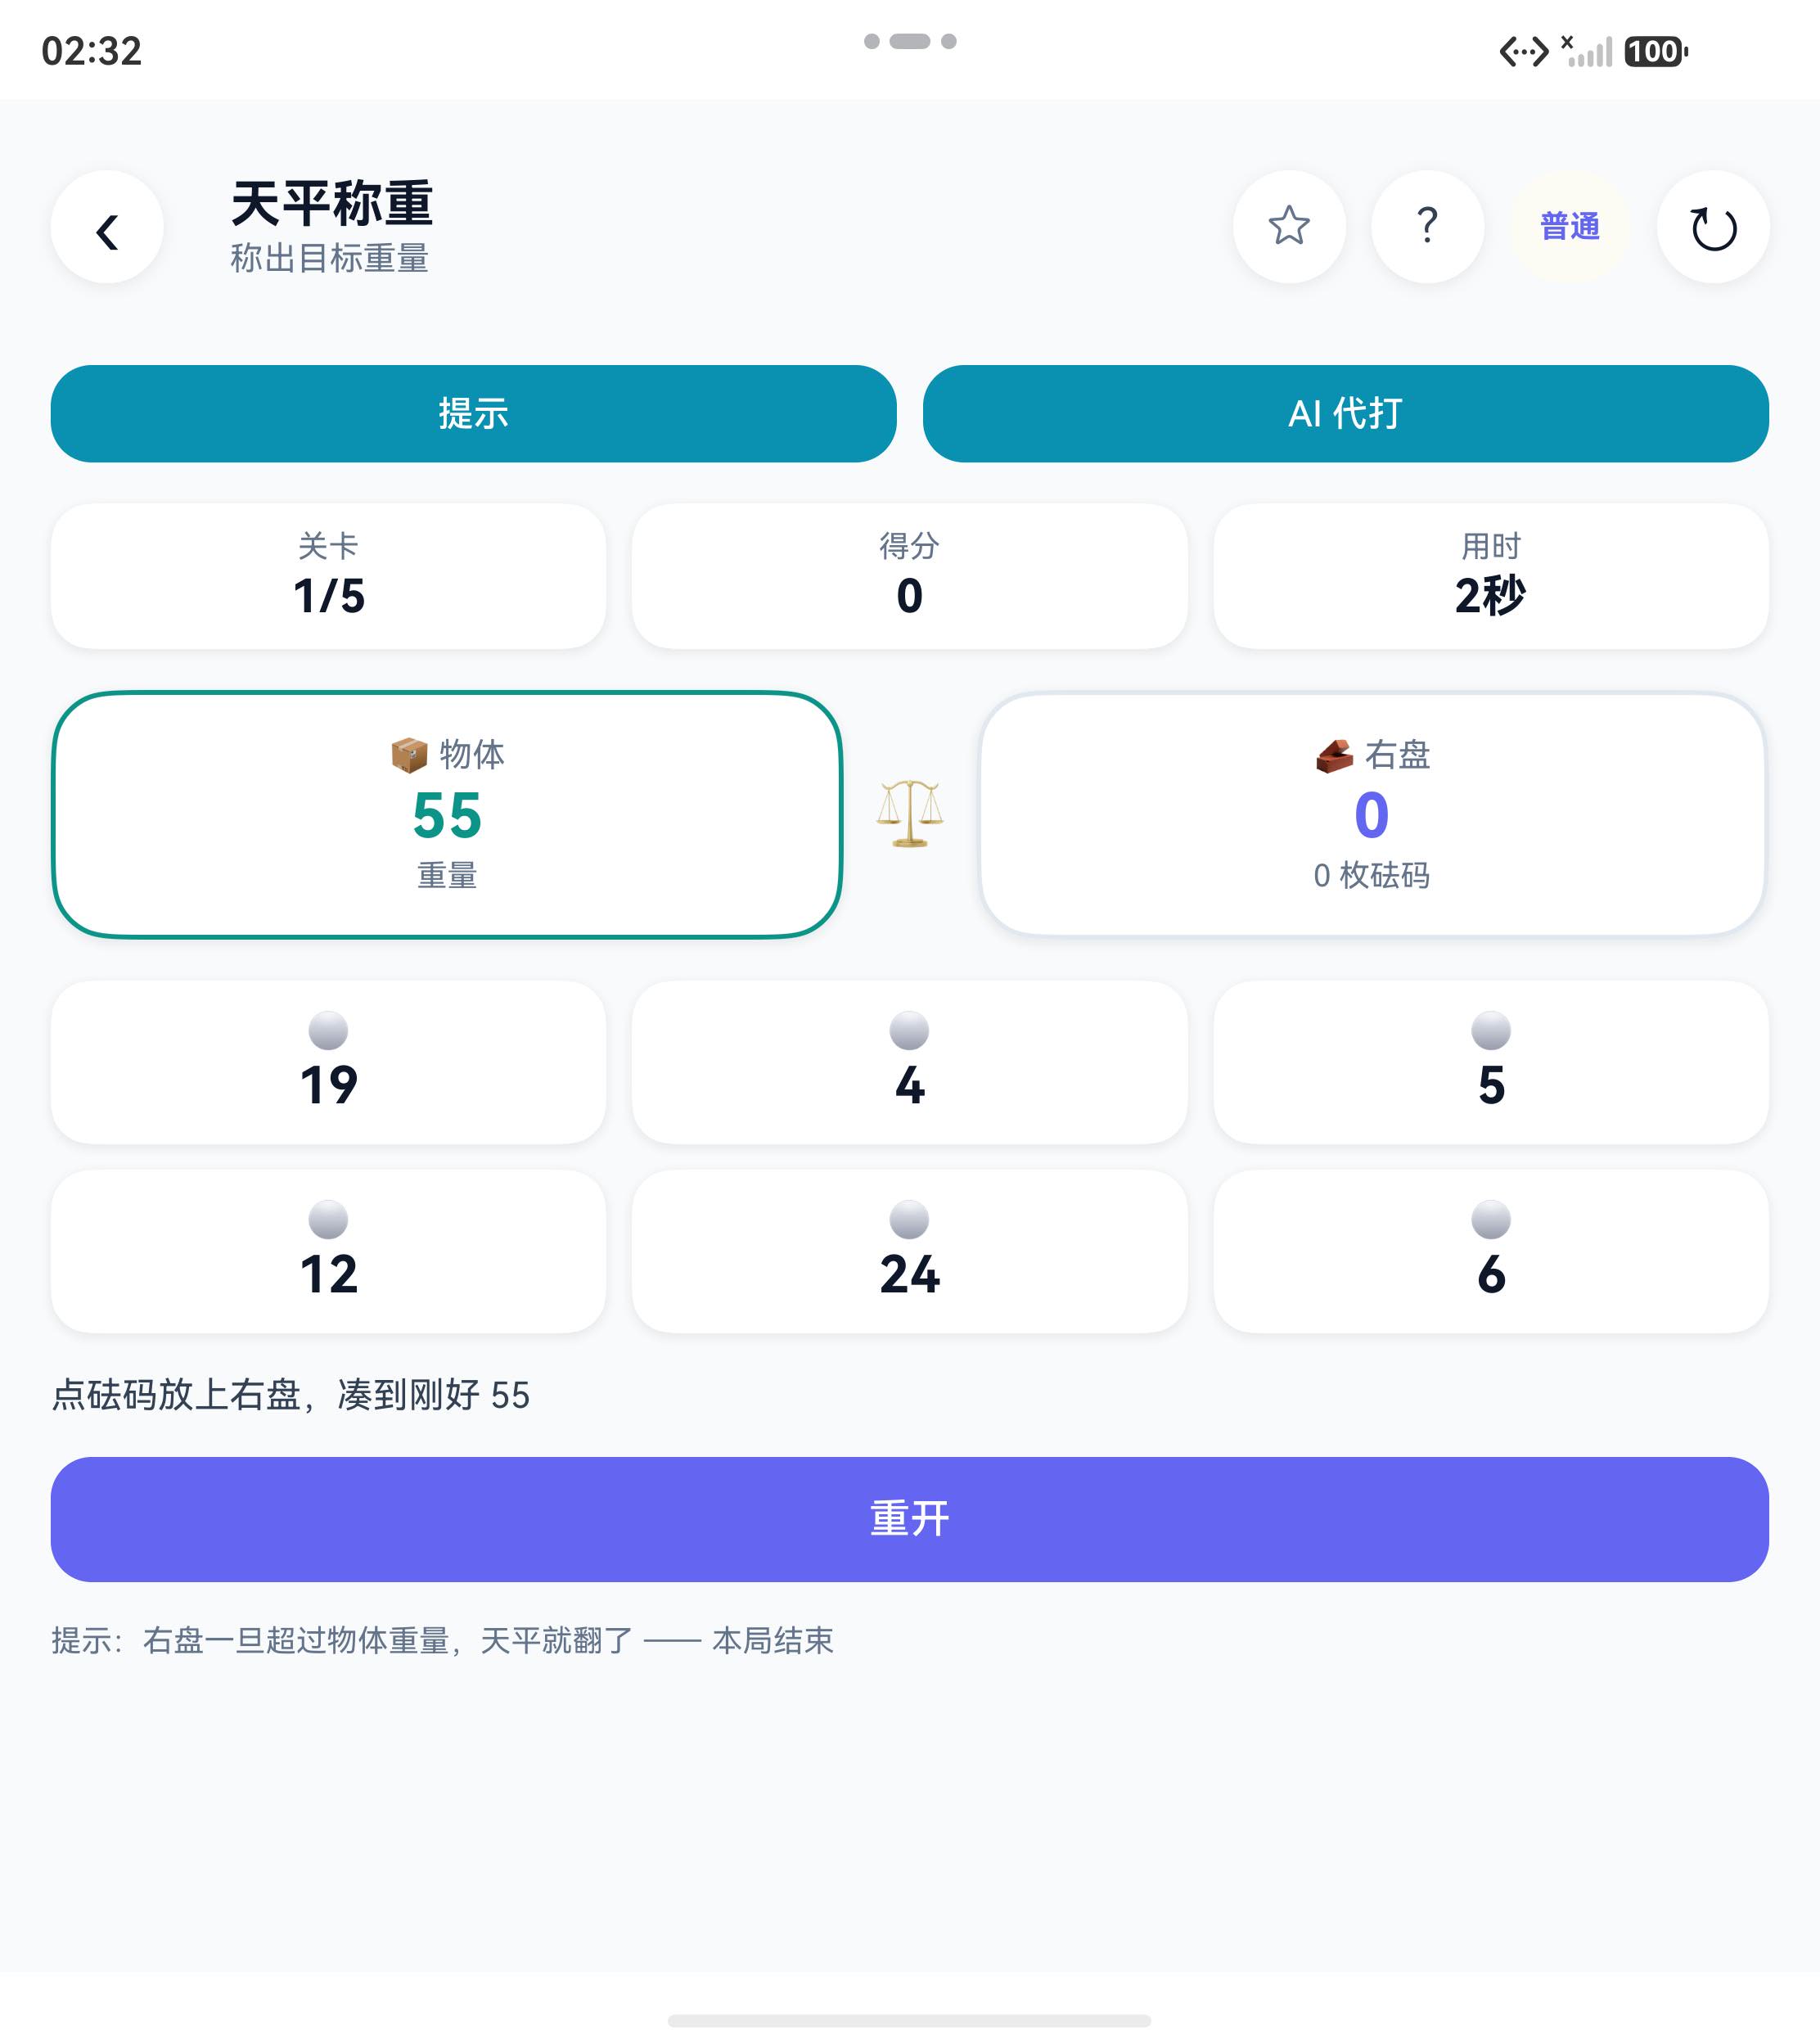 02:32
100
天平称重
称出目标重量
?
普通
提示
AI 代打
关卡
1/5
得分
0
用时
2秒
物体
55
重量
右盘
0
0 枚砝码
19
4
5
12
24
6
点砝码放上右盘，凑到刚好 55
重开
提示：右盘一旦超过物体重量，天平就翻了 —— 本局结束